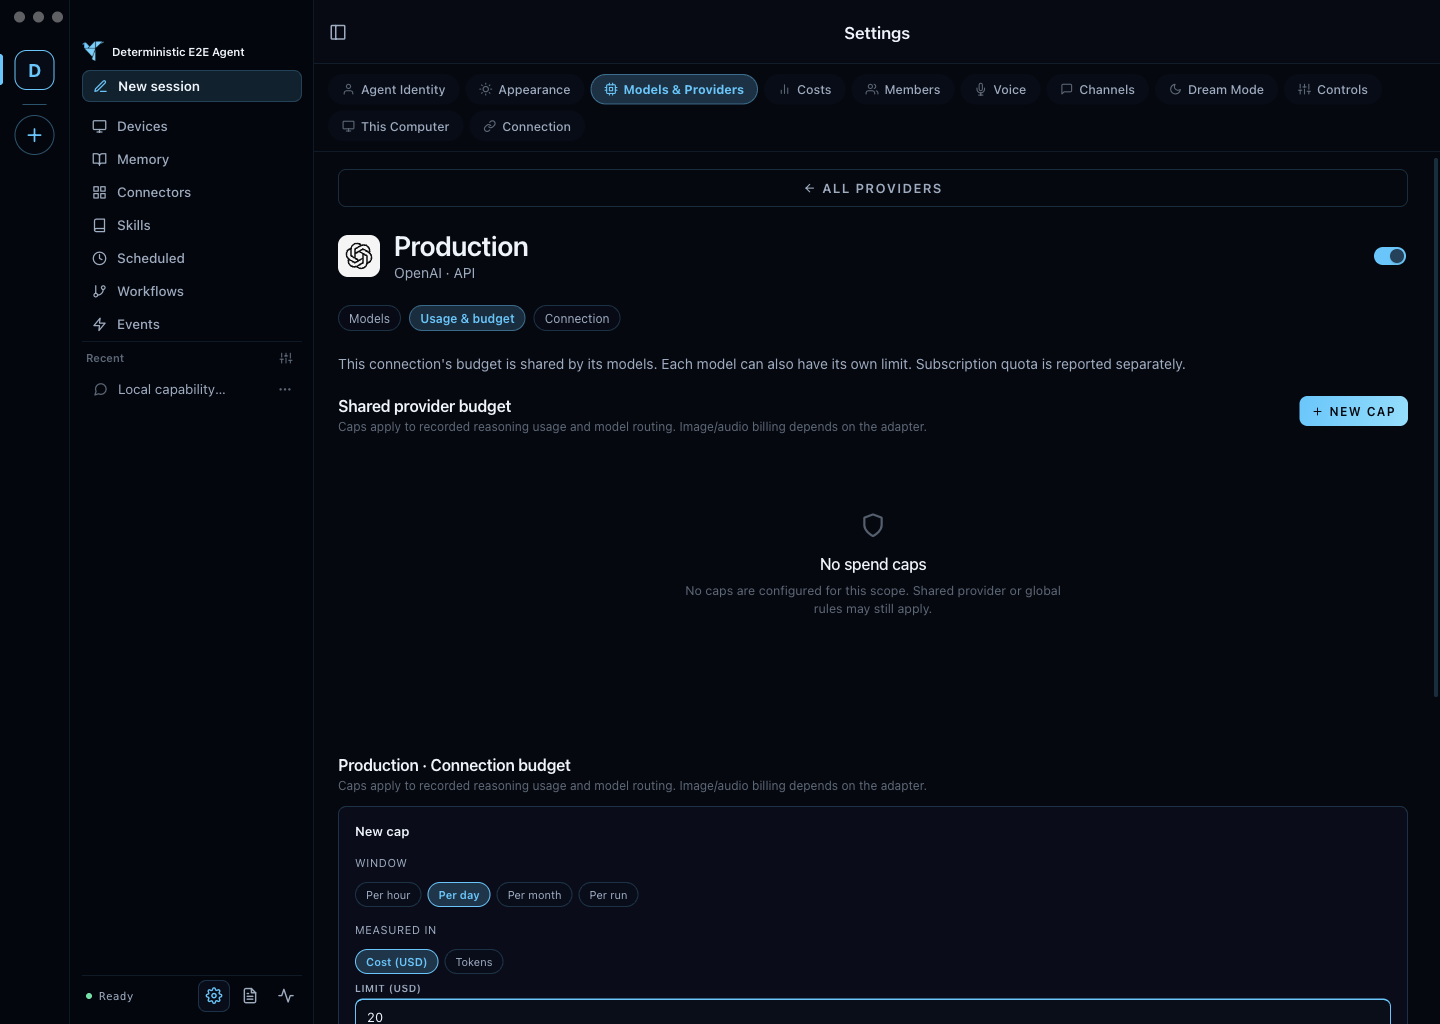 Settings
D
Deterministic E2E Agent
New session
Devices
Memory
Connectors
Skills
Scheduled
Workflows
Events
Recent
Local capability...
Ready
Agent Identity
Appearance
Models & Providers
Costs
Members
Voice
Channels
Dream Mode
Controls
This Computer
Connection
ALL PROVIDERS
Production
OpenAI · API
Models
Usage & budget
Connection
This connection's budget is shared by its models. Each model can also have its own limit. Subscription quota is reported separately.
Shared provider budget
Caps apply to recorded reasoning usage and model routing. Image/audio billing depends on the adapter.
NEW CAP
No spend caps
No caps are configured for this scope. Shared provider or global
rules may still apply.
Production · Connection budget
Caps apply to recorded reasoning usage and model routing. Image/audio billing depends on the adapter.
New cap
WINDOW
Per hour
Per day
Per month
Per run
MEASURED IN
Cost (USD)
Tokens
LIMIT (USD)
20